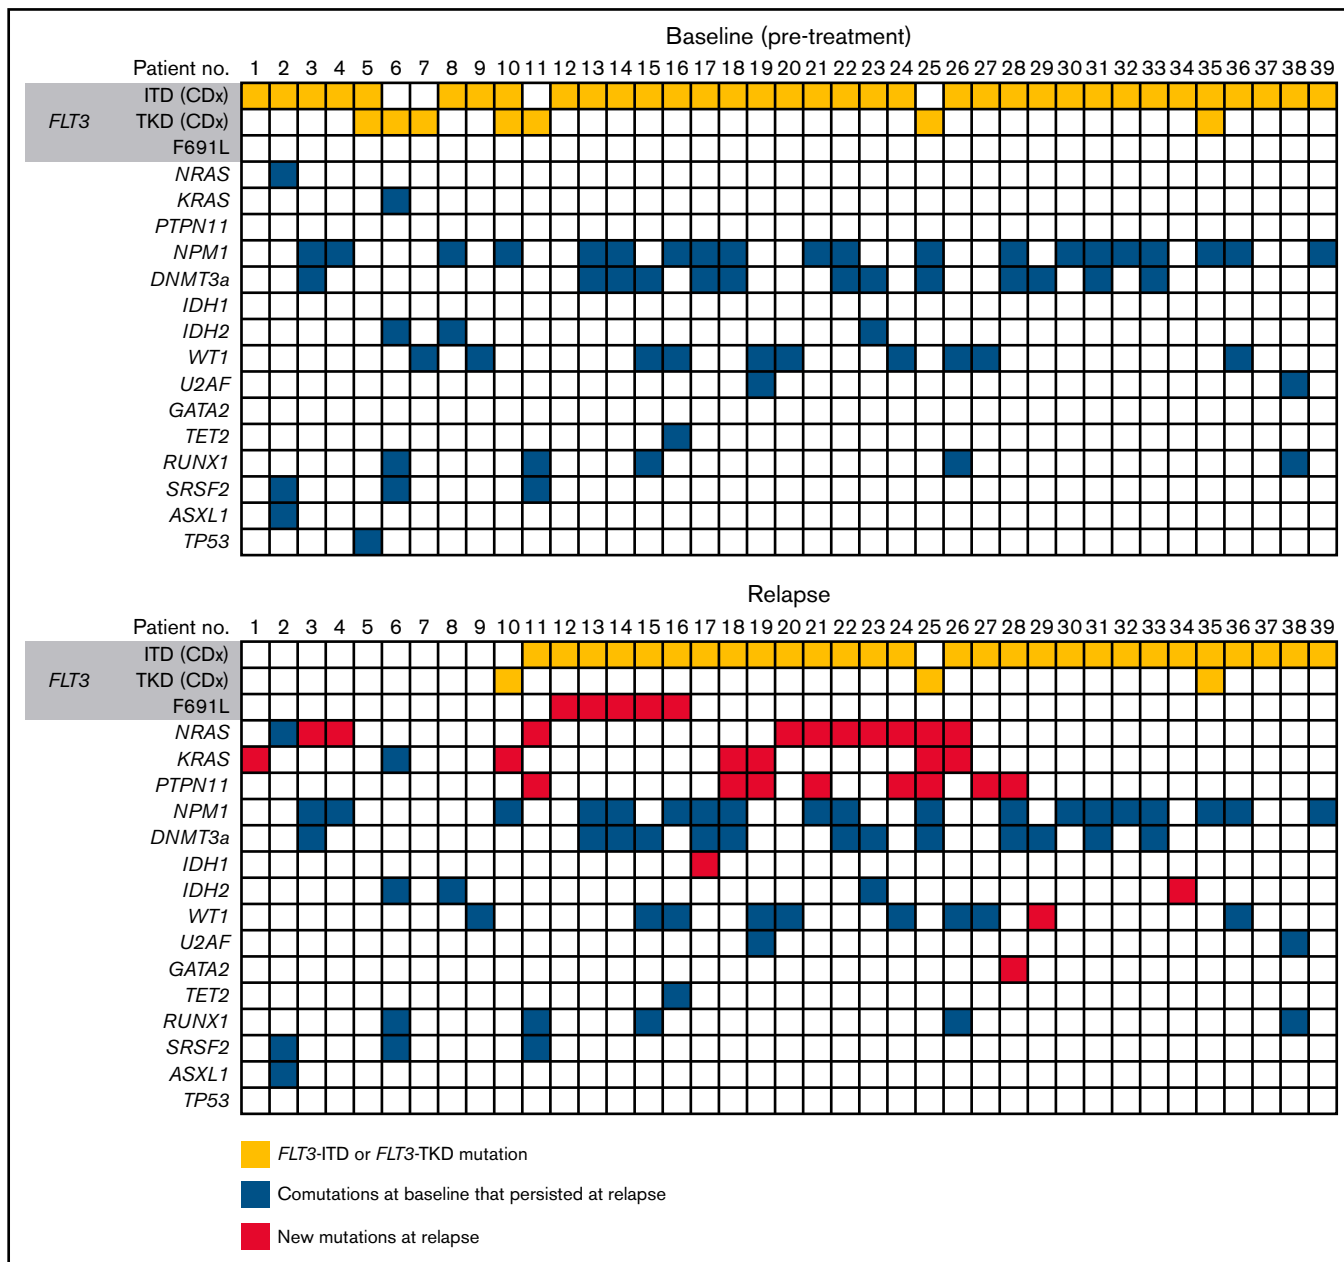 Baseline (pre-treatment)
Patient no. 1 2 3 4 5 6 7 8 9 10 11 12 13 14 15 16 17 18 19 20 21 22 23 24 25 26 27 28 29 30 31 32 33 34 35 36 37 38 39
ITD (CDx)
FLT3 TKD (CDx)
F691L
NRAS
KRAS
PTPN11
NPM1
DNMT3a
IDH1
IDH2
WT1
U2AF
GATA2
TET2
RUNX1
SRSF2
ASXL1
TP53
Relapse
Patient no. 1 2 3 4 5 6 7 8 9 10 11 12 13 14 15 16 17 18 19 20 21 22 23 24 25 26 27 28 29 30 31 32 33 34 35 36 37 38 39
ITD (CDx)
FLT3 TKD (CDx)
F691L
NRAS
KRAS
PTPN11
NPM1
DNMT3a
IDH1
IDH2
WT1
U2AF
GATA2
TET2
RUNX1
SRSF2
ASXL1
TP53
FLT3-ITD or FLT3-TKD mutation
Comutations at baseline that persisted at relapse
New mutations at relapse